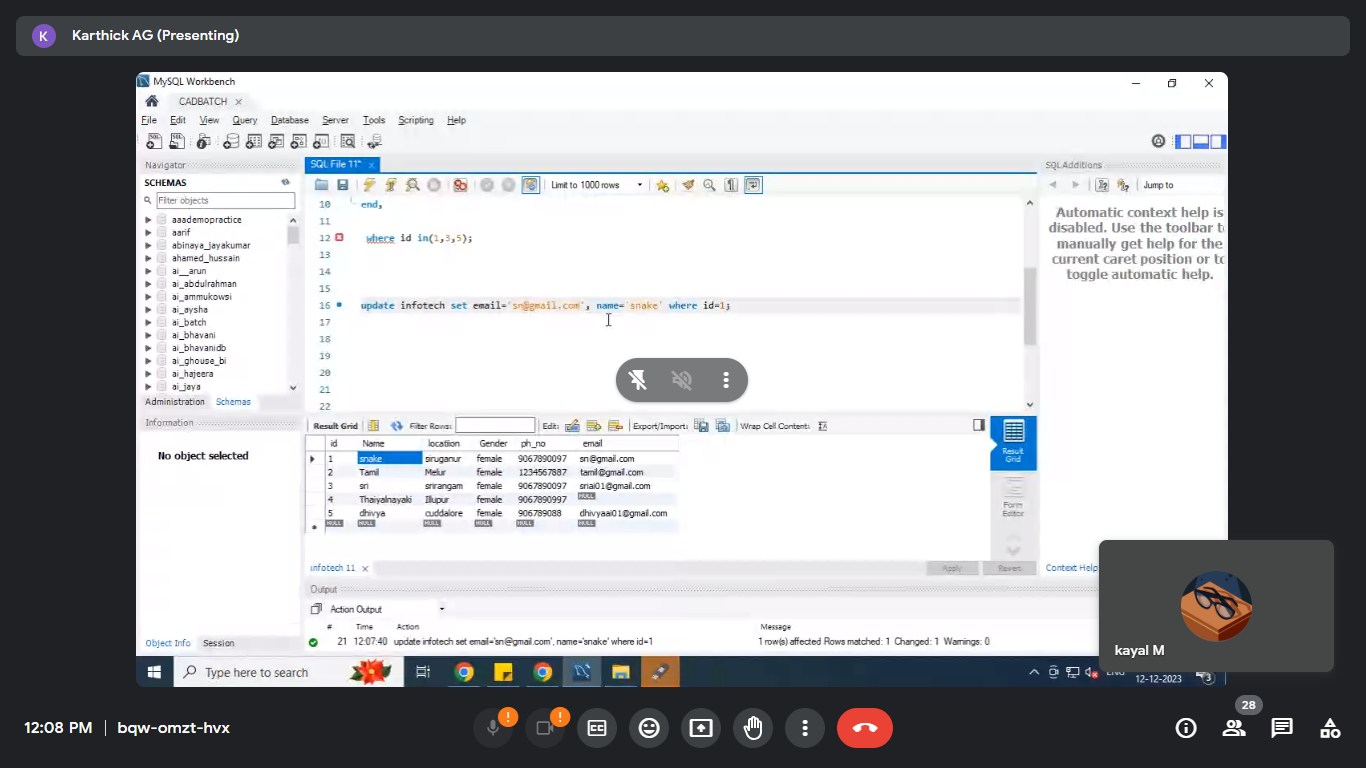 K Karthick AG (Presenting)
MySQL Workbench
CADBATCH
File Edit View Query Database Server Tools Scripting Help
Navigator
SQL File 11*
SQLAdditions
SCHEMAS
Limit to 1000 rows
Jump to
Filter objects
aaademopractice
aarif
abinaya_jayakumar
ahamed_hussain
ai__arun
ai_abdulrahman
ai_ammukowsi
ai_aysha
ai_batch
ai_bhavani
ai_bhavanidb
ai_ghouse_bi
ai_hajeera
ai_jaya
Administration Schemas
Information
No object selected
Object Info Session
10 end,
11
12 where id in(1,3,5);
13
14
15
16 update infotech set email='sn@gmail.com', name='snake' where id=1;
17
18
19
20
21
22
Automatic context help is
disabled. Use the toolbar t
manually get help for the
current caret position or to
toggle automatic help.
Result Grid Filter Rows: Edit: Export/Import: Wrap Cell Content:
id Name location Gender ph_no email
1 snake siruganur female 9067890097 sn@gmail.com
2 Tamil Melur female 1234567887 tamil@gmail.com
3 sri srirangam female 9067890097 sriai01@gmail.com
4 Thaiyalnayaki Illupur female 9067890997 NULL
5 dhivya cuddalore female 906789088 dhivyaai01@gmail.com
NULL NULL NULL NULL NULL NULL
Result
Grid
Form
Editor
infotech 11
Apply Revert
Context Help
Output
Action Output
# Time Action Message
21 12:07:40 update infotech set email='sn@gmail.com', name='snake' where id=1 1 row(s) affected Rows matched: 1 Changed: 1 Warnings: 0
kayal M
Type here to search
12-12-2023
3
12:08 PM bqw-omzt-hvx
28